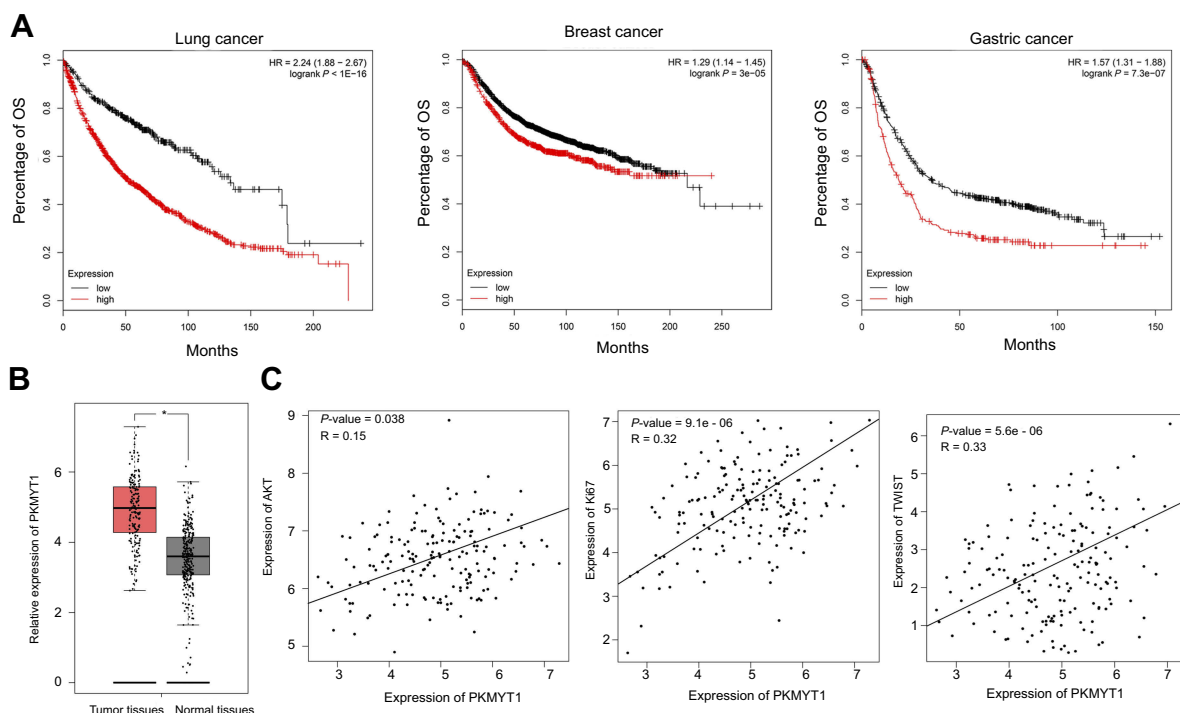 A
Lung cancer
HR = 2.24 (1.88 − 2.67)
logrank P < 1E−16
Percentage of OS
1.0
0.8
0.6
0.4
0.2
0.0
Expression
low
high
0 50 100 150 200
Months
Breast cancer
HR = 1.29 (1.14 − 1.45)
logrank P = 3e−05
Percentage of OS
1.0
0.8
0.6
0.4
0.2
0.0
Expression
low
high
0 50 100 150 200 250
Months
Gastric cancer
HR = 1.57 (1.31 − 1.88)
logrank P = 7.3e−07
Percentage of OS
1.0
0.8
0.6
0.4
0.2
0.0
Expression
low
high
0 50 100 150
Months
B
*
Relative expression of PKMYT1
6
4
2
0
Tumor tissues Normal tissues
C
P-value = 0.038
R = 0.15
Expression of AKT
9
8
7
6
5
3 4 5 6 7
Expression of PKMYT1
P-value = 9.1e - 06
R = 0.32
Expression of Ki67
7
6
5
4
3
2
3 4 5 6 7
Expression of PKMYT1
P-value = 5.6e - 06
R = 0.33
Expression of TWIST
6
5
4
3
2
1
3 4 5 6 7
Expression of PKMYT1